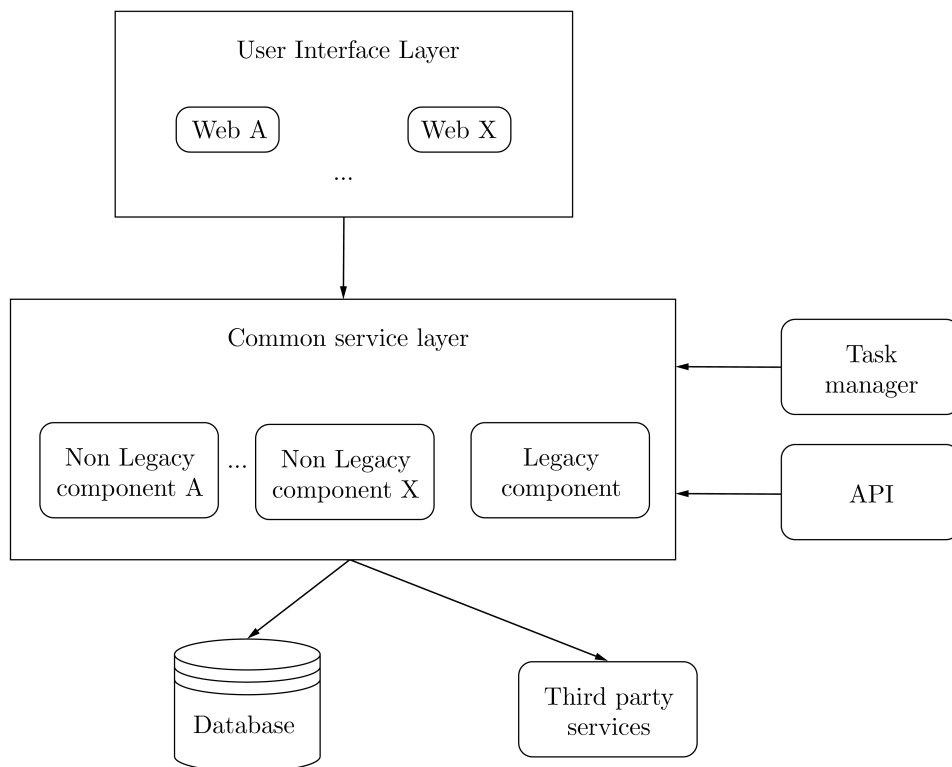 User Interface Layer
Web A
Web X
...
Common service layer
Task
manager
Non Legacy
component A
...
Non Legacy
component X
Legacy
component
API
Database
Third party
services